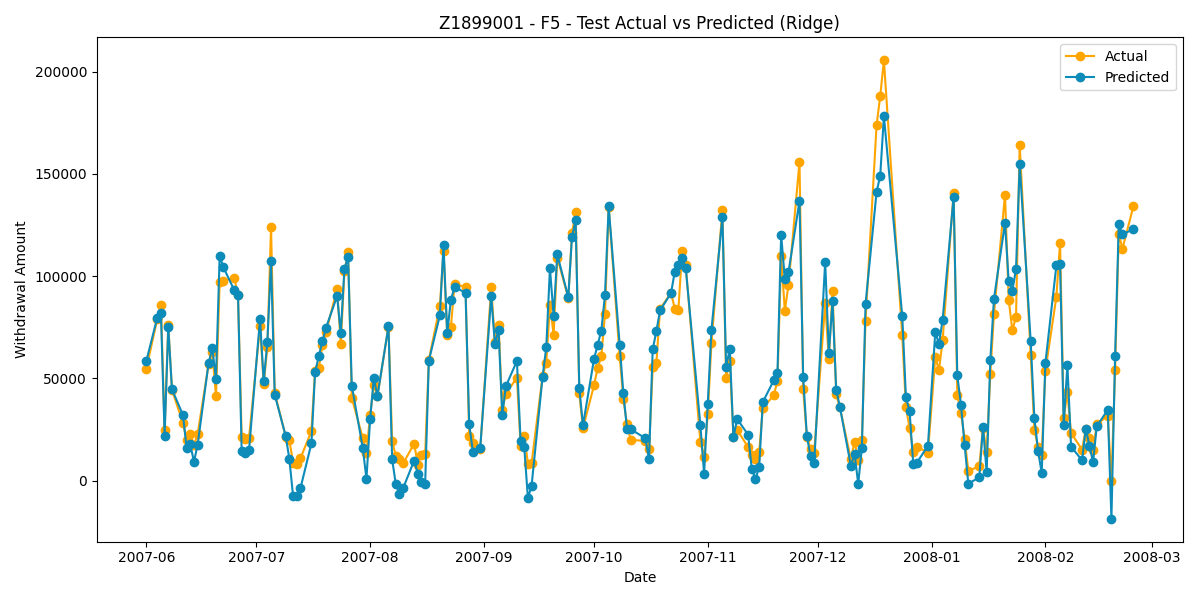 Z1899001 - F5 - Test Actual vs Predicted (Ridge)
Actual
Predicted
Withdrawal Amount
200000
150000
100000
50000
0
2007-06 2007-07 2007-08 2007-09 2007-10 2007-11 2007-12 2008-01 2008-02 2008-03
Date